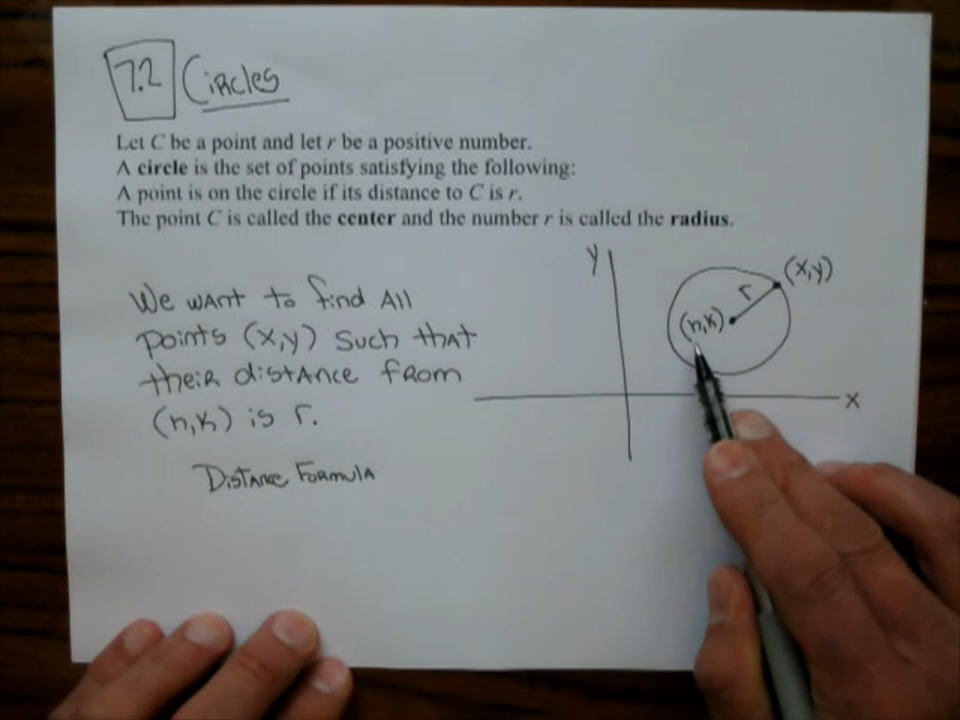 7.2 Circles
Let C be a point and let r be a positive number.
A circle is the set of points satisfying the following:
A point is on the circle if its distance to C is r.
The point C is called the center and the number r is called the radius.
We want to find All
points (x,y) such that
their distance from
(h,k) is r.
Distance Formula
y
(x,y)
r
(h,k)
x